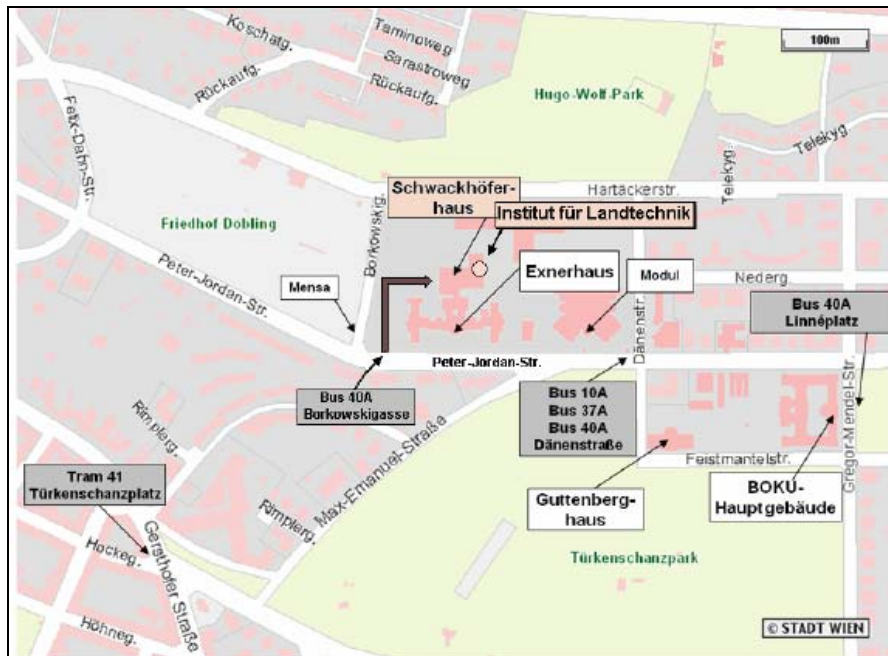 Koschatg.
Taminoweg
Sarastroweg
Rückaufg.
Rückaufg.
100m
Hugo-Wolf-Park
Felix-Dahn-Str.
Telekyg.
Telekyg.
Schwackhöfer-
haus
Hartäckerstr.
Institut für Landtechnik
Friedhof Döbling
Borkowskig.
Peter-Jordan-Str.
Mensa
Exnerhaus
Modul
Nederg
Bus 40A
Linnéplatz
Dänenstr.
Peter-Jordan-Str.
Bus 40A
Borkowskigasse
Bus 10A
Bus 37A
Bus 40A
Dänenstraße
Gregor-Mendel-Str.
Rimplerg.
Max-Emanuel-Straße
Feistmantelstr.
Tram 41
Türkenschanzplatz
Guttenberg-
haus
BOKU-
Hauptgebäude
Rimplerg.
Hockeg.
Gersthofer Straße
Türkenschanzpark
Höhneg.
© STADT WIEN